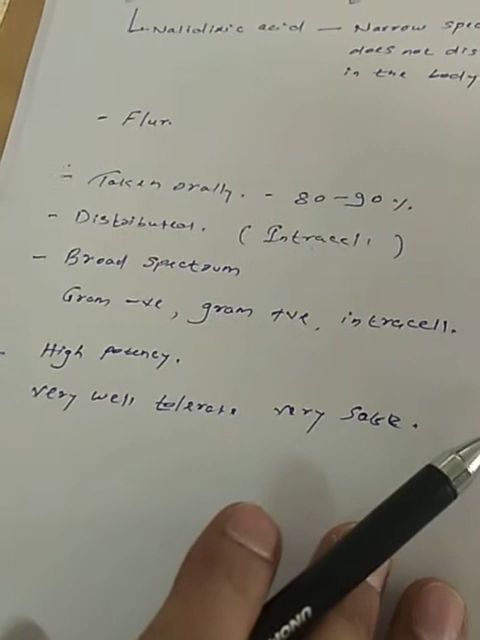 Nalidixic acid — Narrow spec
does not dis
in the body
- Flur.
- Taken orally. - 80-90%.
- Distributed. (Intracell.)
- Broad spectrum
Gram -ve, gram +ve, intracell.
- High potency.
very well tolerate very safe.